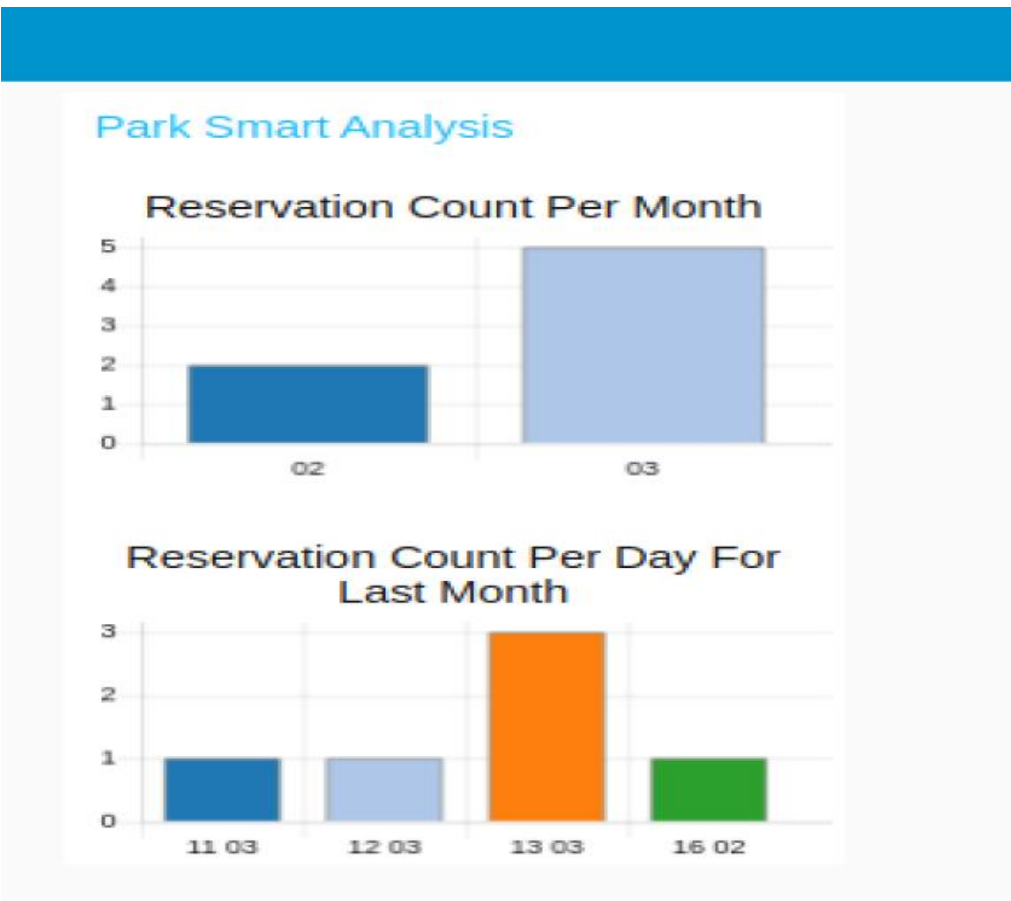 Park Smart Analysis
Reservation Count Per Month
5
4
3
2
1
0
02 03
Reservation Count Per Day For
Last Month
3
2
1
0
11 03 12 03 13 03 16 02